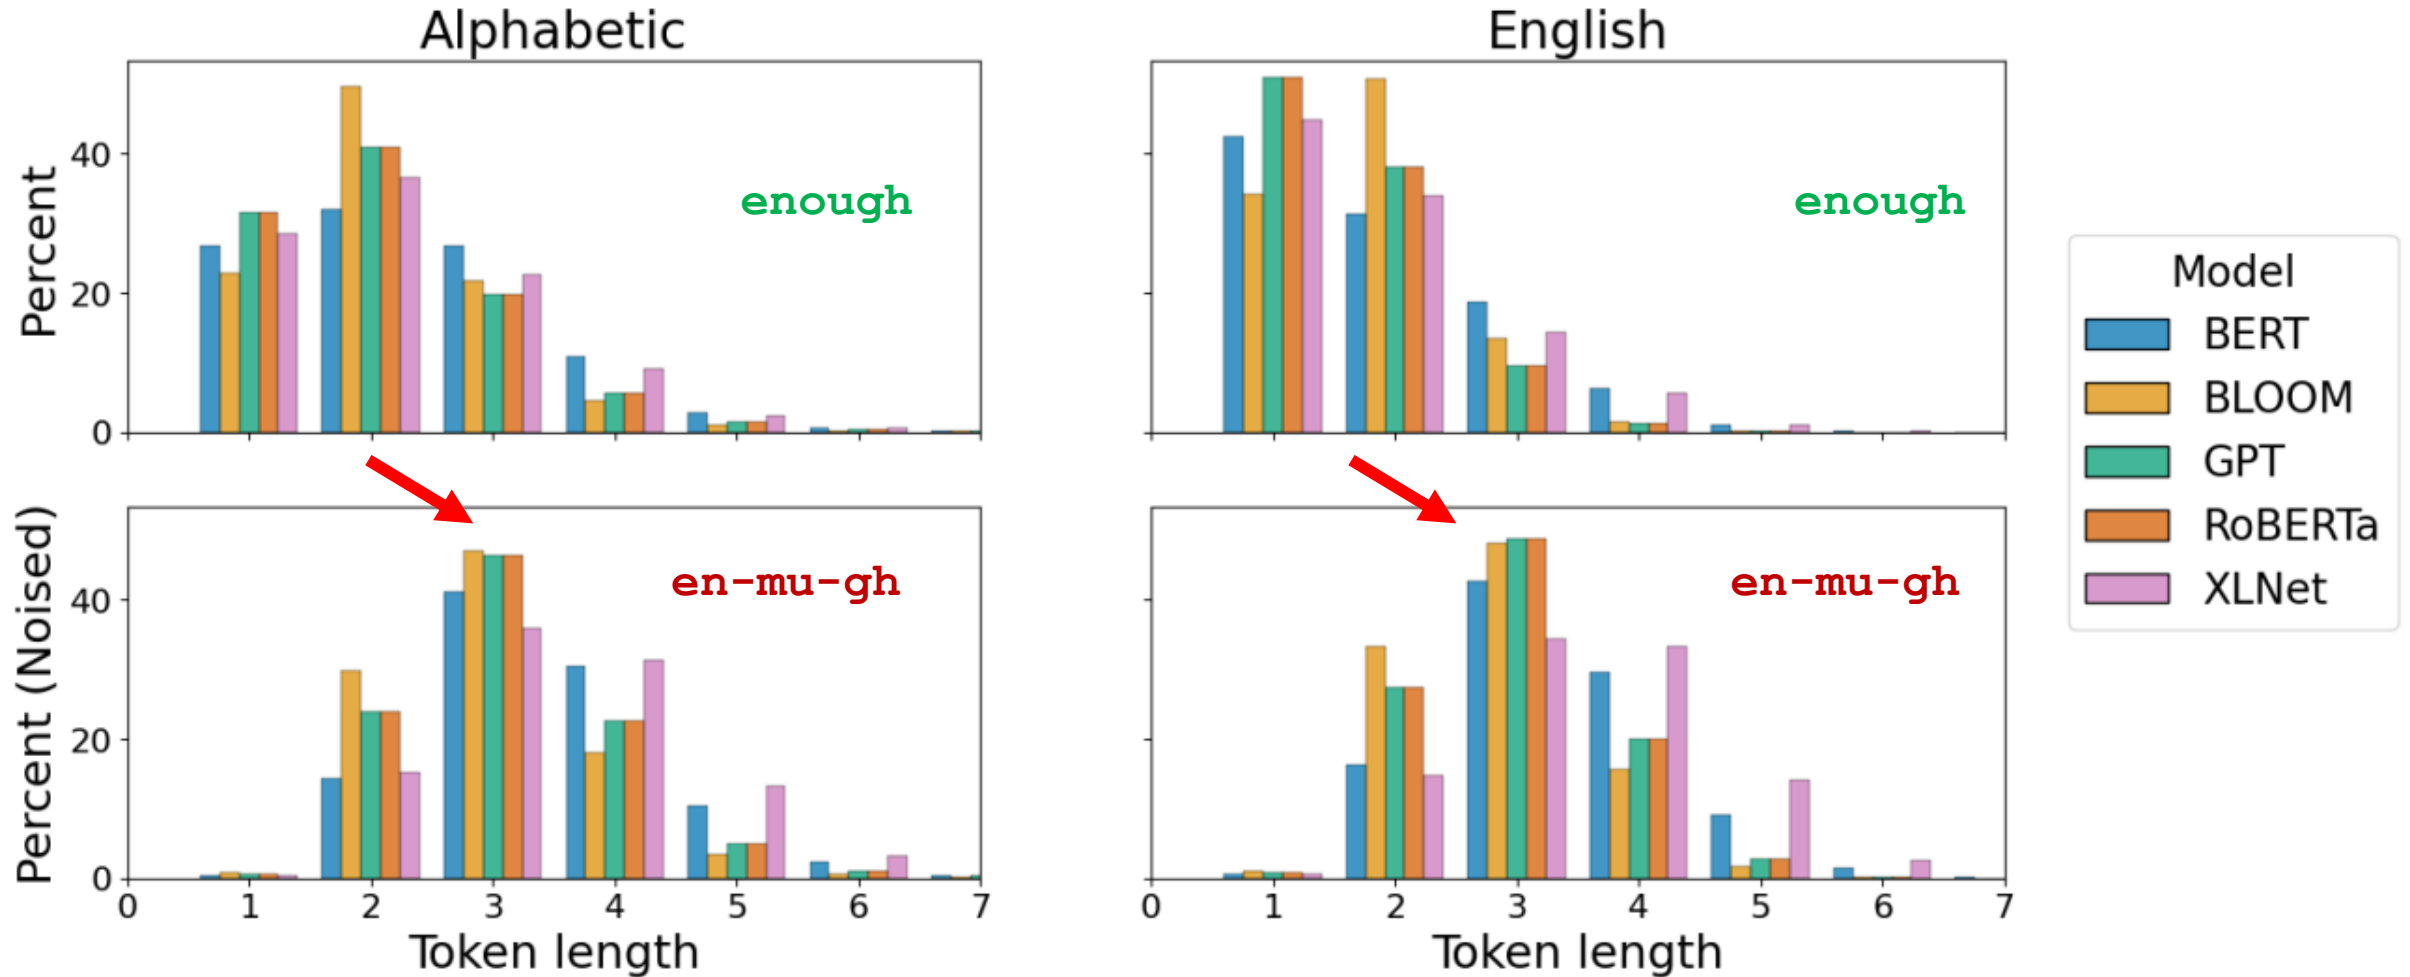 Alphabetic
English
Percent
40
20
0
enough
enough
Percent (Noised)
40
20
0
en-mu-gh
en-mu-gh
0 1 2 3 4 5 6 7
0 1 2 3 4 5 6 7
Token length
Token length
Model
BERT
BLOOM
GPT
RoBERTa
XLNet